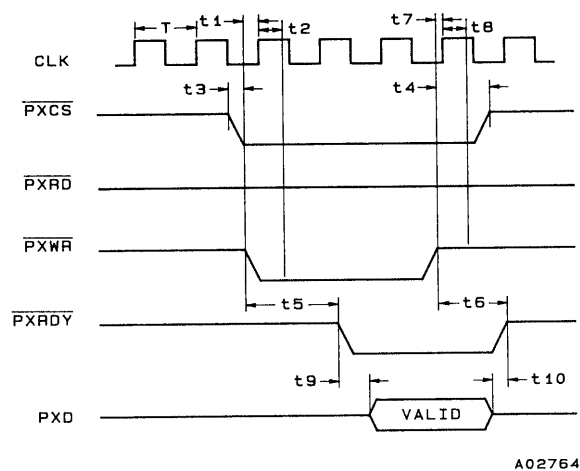 T t1 t2 t7 t8
CLK
t3 t4
PXCS
PXRD
PXWR
t5 t6
PXRDY
t9 t10
PXD VALID
A02764